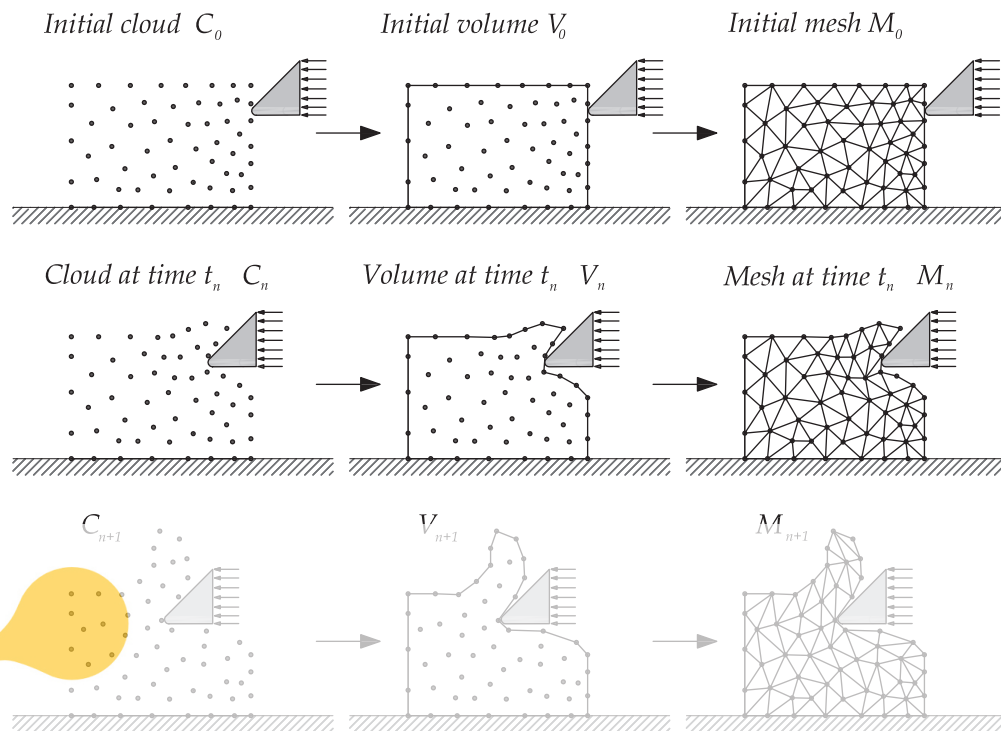 Initial cloud C0
Initial volume V0
Initial mesh M0
Cloud at time tn Cn
Volume at time tn Vn
Mesh at time tn Mn
Cn+1
Vn+1
Mn+1